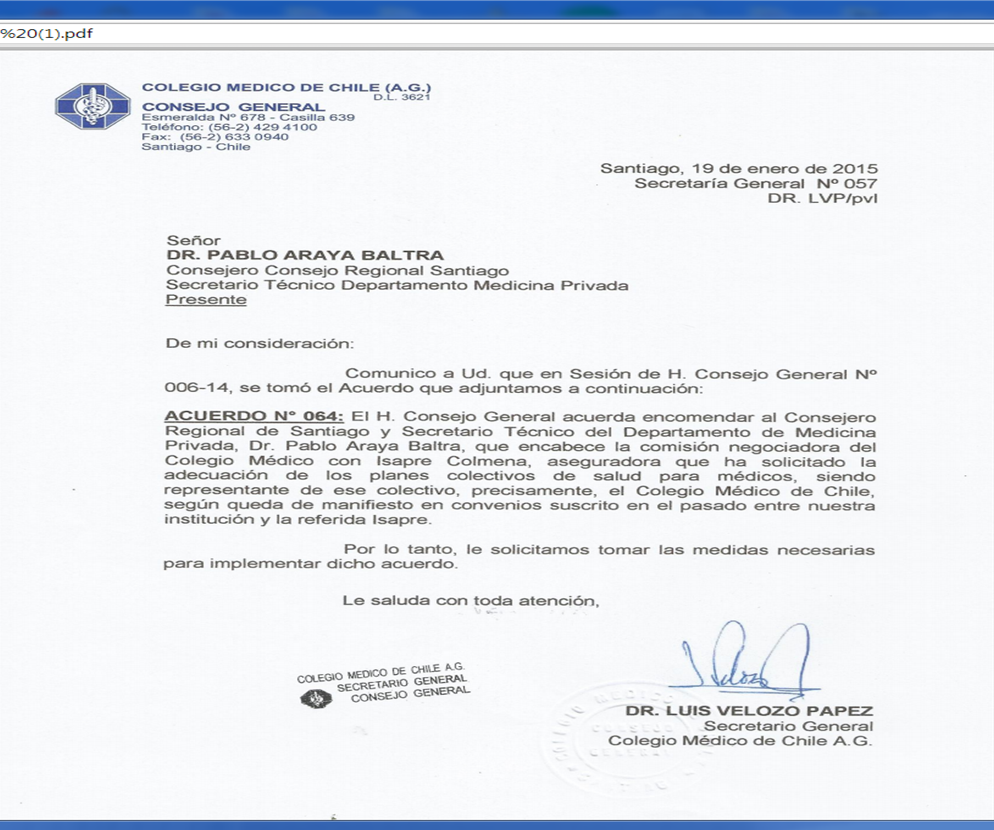 %20(1).pdf
COLEGIO MEDICO DE CHILE (A.G.)
D.L. 3621
CONSEJO GENERAL
Esmeralda Nº 678 - Casilla 639
Teléfono: (56-2) 429 4100
Fax: (56-2) 633 0940
Santiago - Chile
Santiago, 19 de enero de 2015
Secretaría General Nº 057
DR. LVP/pvl
Señor
DR. PABLO ARAYA BALTRA
Consejero Consejo Regional Santiago
Secretario Técnico Departamento Medicina Privada
Presente
De mi consideración:
Comunico a Ud. que en Sesión de H. Consejo General Nº
006-14, se tomó el Acuerdo que adjuntamos a continuación:
ACUERDO N° 064: El H. Consejo General acuerda encomendar al Consejero
Regional de Santiago y Secretario Técnico del Departamento de Medicina
Privada, Dr. Pablo Araya Baltra, que encabece la comisión negociadora del
Colegio Médico con Isapre Colmena, aseguradora que ha solicitado la
adecuación de los planes colectivos de salud para médicos, siendo
representante de ese colectivo, precisamente, el Colegio Médico de Chile,
según queda de manifiesto en convenios suscrito en el pasado entre nuestra
institución y la referida Isapre.
Por lo tanto, le solicitamos tomar las medidas necesarias
para implementar dicho acuerdo.
Le saluda con toda atención,
COLEGIO MEDICO DE CHILE A.G.
SECRETARIO GENERAL
CONSEJO GENERAL
DR. LUIS VELOZO PAPEZ
Secretario General
Colegio Médico de Chile A.G.